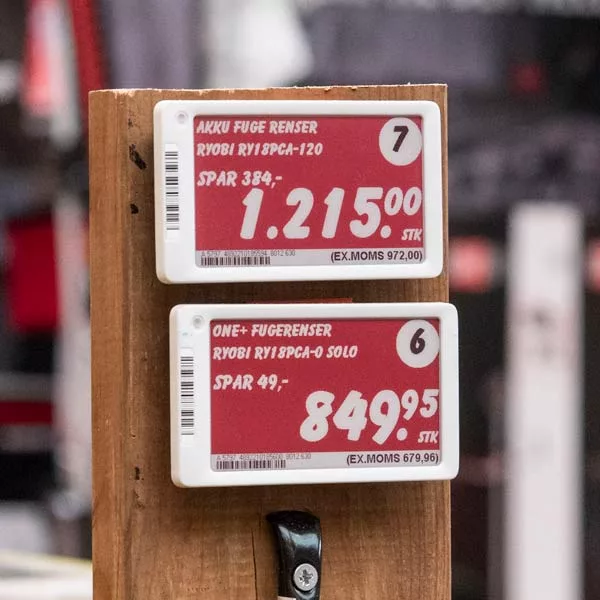 AKKU FUGE RENSER
7
RYOBI RY18PCA-120
SPAR 384,-
1.215.00
STK
(EX.MOMS 972,00)
ONE+ FUGERENSER
6
RYOBI RY18PCA-0 SOLO
SPAR 49,-
849.95
STK
(EX.MOMS 679,96)